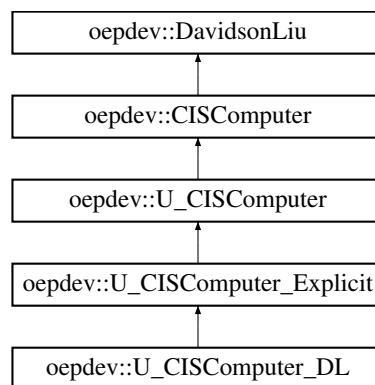 oepdev::DavidsonLiu
oepdev::CISComputer
oepdev::U_CISComputer
oepdev::U_CISComputer_Explicit
oepdev::U_CISComputer_DL